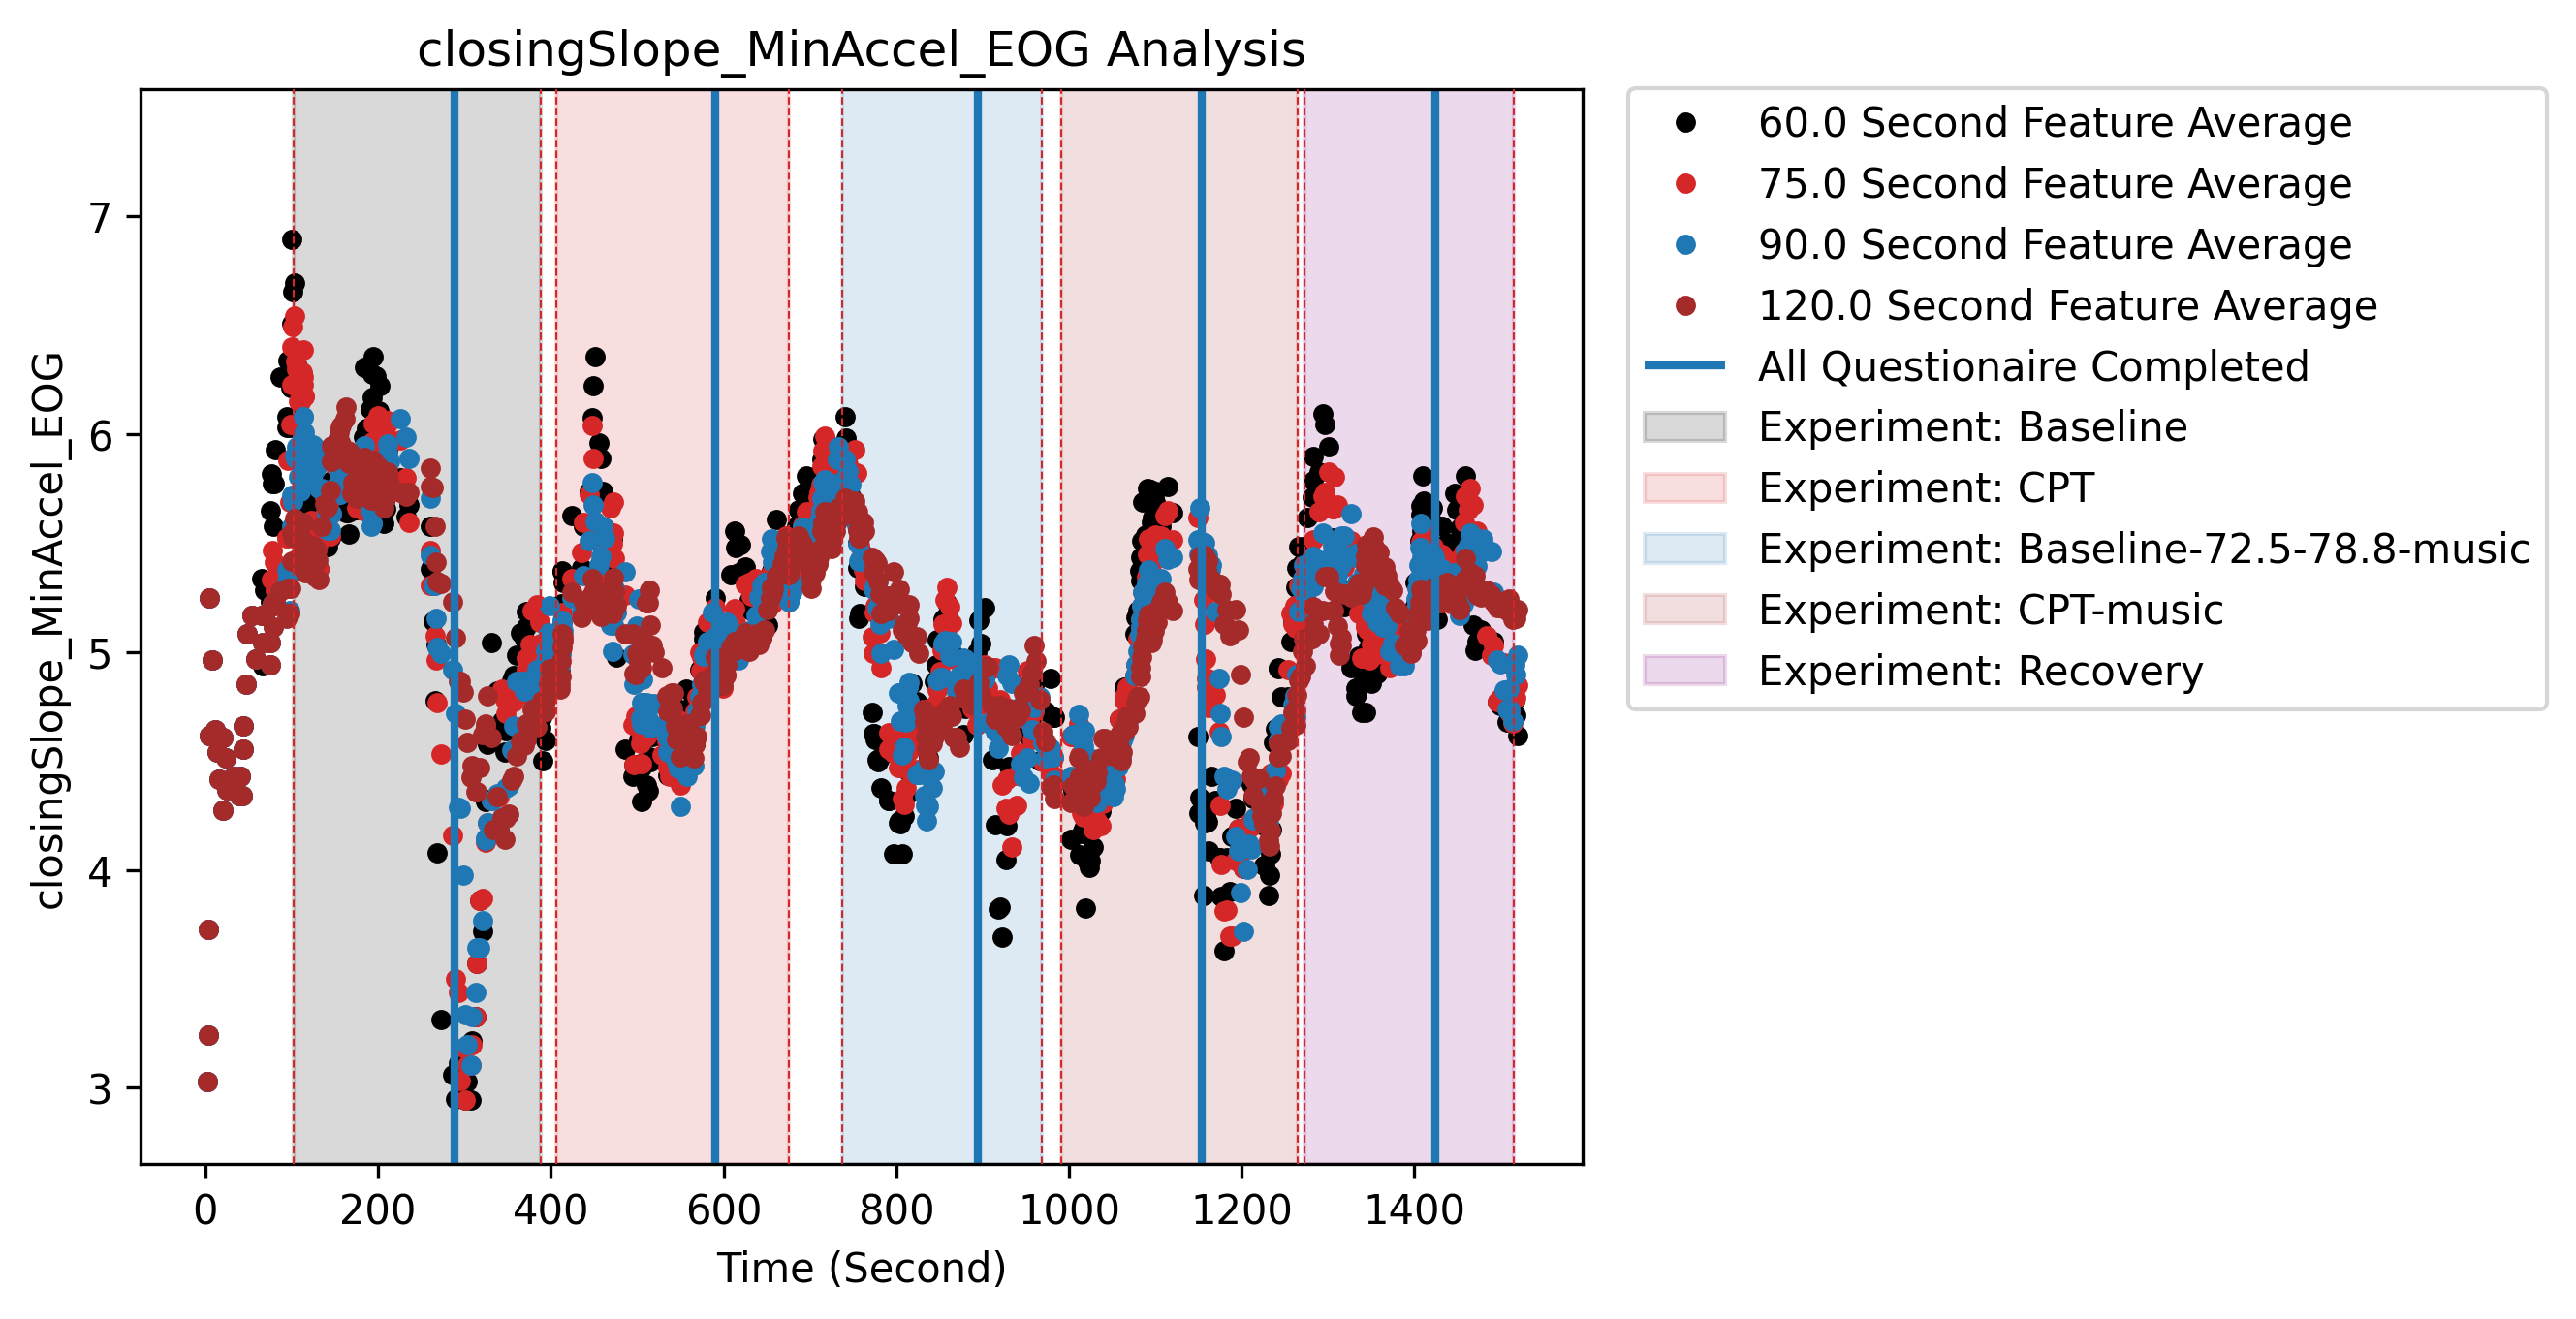 closingSlope_MinAccel_EOG Analysis
closingSlope_MinAccel_EOG
7
6
5
4
3
0 200 400 600 800 1000 1200 1400
Time (Second)
60.0 Second Feature Average
75.0 Second Feature Average
90.0 Second Feature Average
120.0 Second Feature Average
All Questionaire Completed
Experiment: Baseline
Experiment: CPT
Experiment: Baseline-72.5-78.8-music
Experiment: CPT-music
Experiment: Recovery